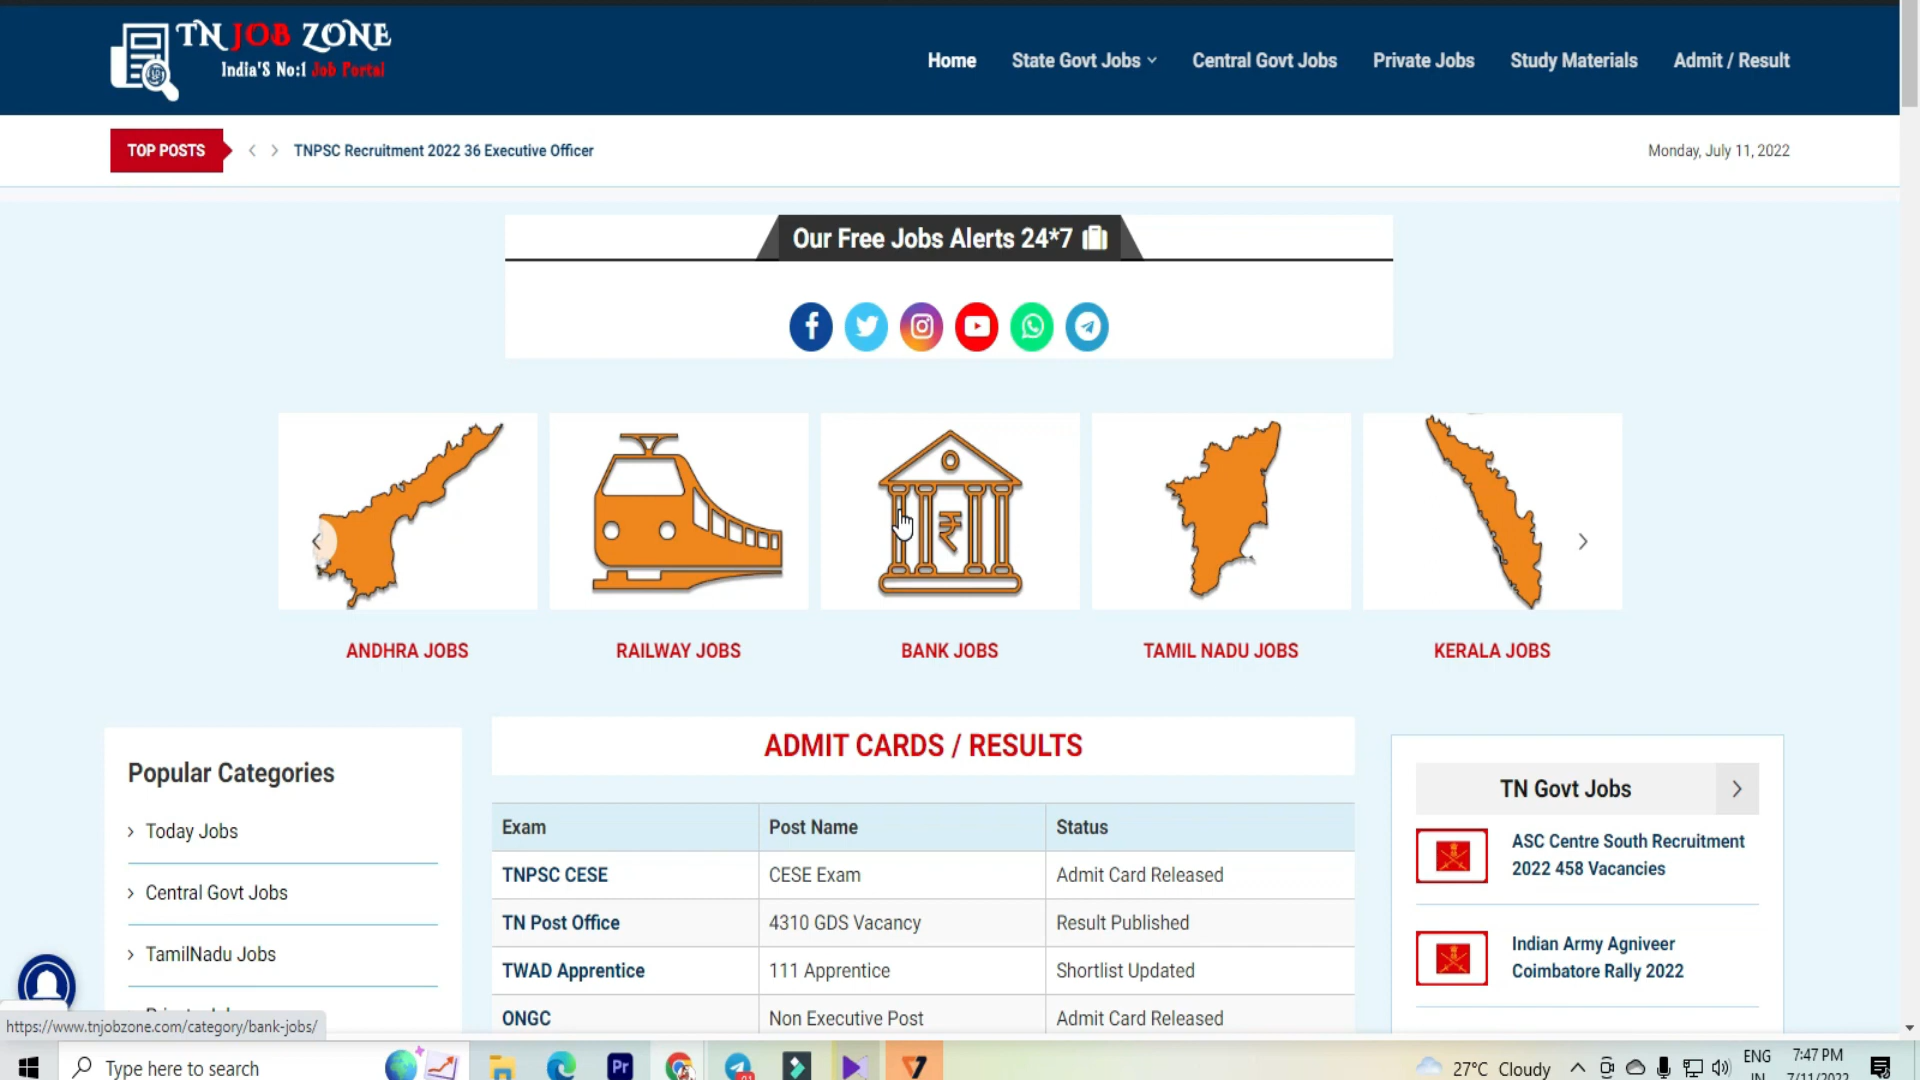 TN JOB ZONE
India'S No:1 Job Portal
Home State Govt Jobs Central Govt Jobs Private Jobs Study Materials Admit / Result
TOP POSTS TNPSC Recruitment 2022 36 Executive Officer Monday, July 11, 2022
Our Free Jobs Alerts 24*7
ANDHRA JOBS RAILWAY JOBS BANK JOBS TAMIL NADU JOBS KERALA JOBS
Popular Categories
Today Jobs
Central Govt Jobs
TamilNadu Jobs
ADMIT CARDS / RESULTS
Exam Post Name Status
TNPSC CESE CESE Exam Admit Card Released
TN Post Office 4310 GDS Vacancy Result Published
TWAD Apprentice 111 Apprentice Shortlist Updated
ONGC Non Executive Post Admit Card Released
TN Govt Jobs
ASC Centre South Recruitment
2022 458 Vacancies
Indian Army Agniveer
Coimbatore Rally 2022
https://www.tnjobzone.com/category/bank-jobs/
Type here to search
Pr
27°C Cloudy
ENG
IN
7:47 PM
7/11/2022